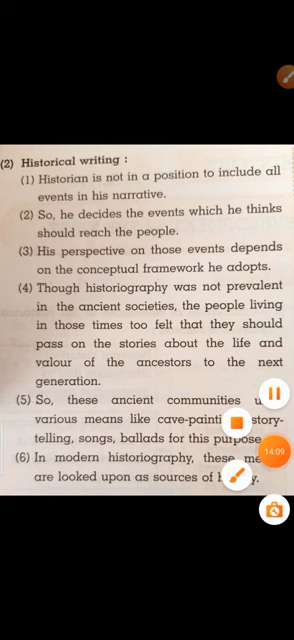 (2) Historical writing :
(1) Historian is not in a position to include all
events in his narrative.
(2) So, he decides the events which he thinks
should reach the people.
(3) His perspective on those events depends
on the conceptual framework he adopts.
(4) Though historiography was not prevalent
in the ancient societies, the people living
in those times too felt that they should
pass on the stories about the life and
valour of the ancestors to the next
generation.
(5) So, these ancient communities
various means like story-
telling, songs, ballads for this purpose
(6) In modern historiography, these
are looked upon as sources of
14:09